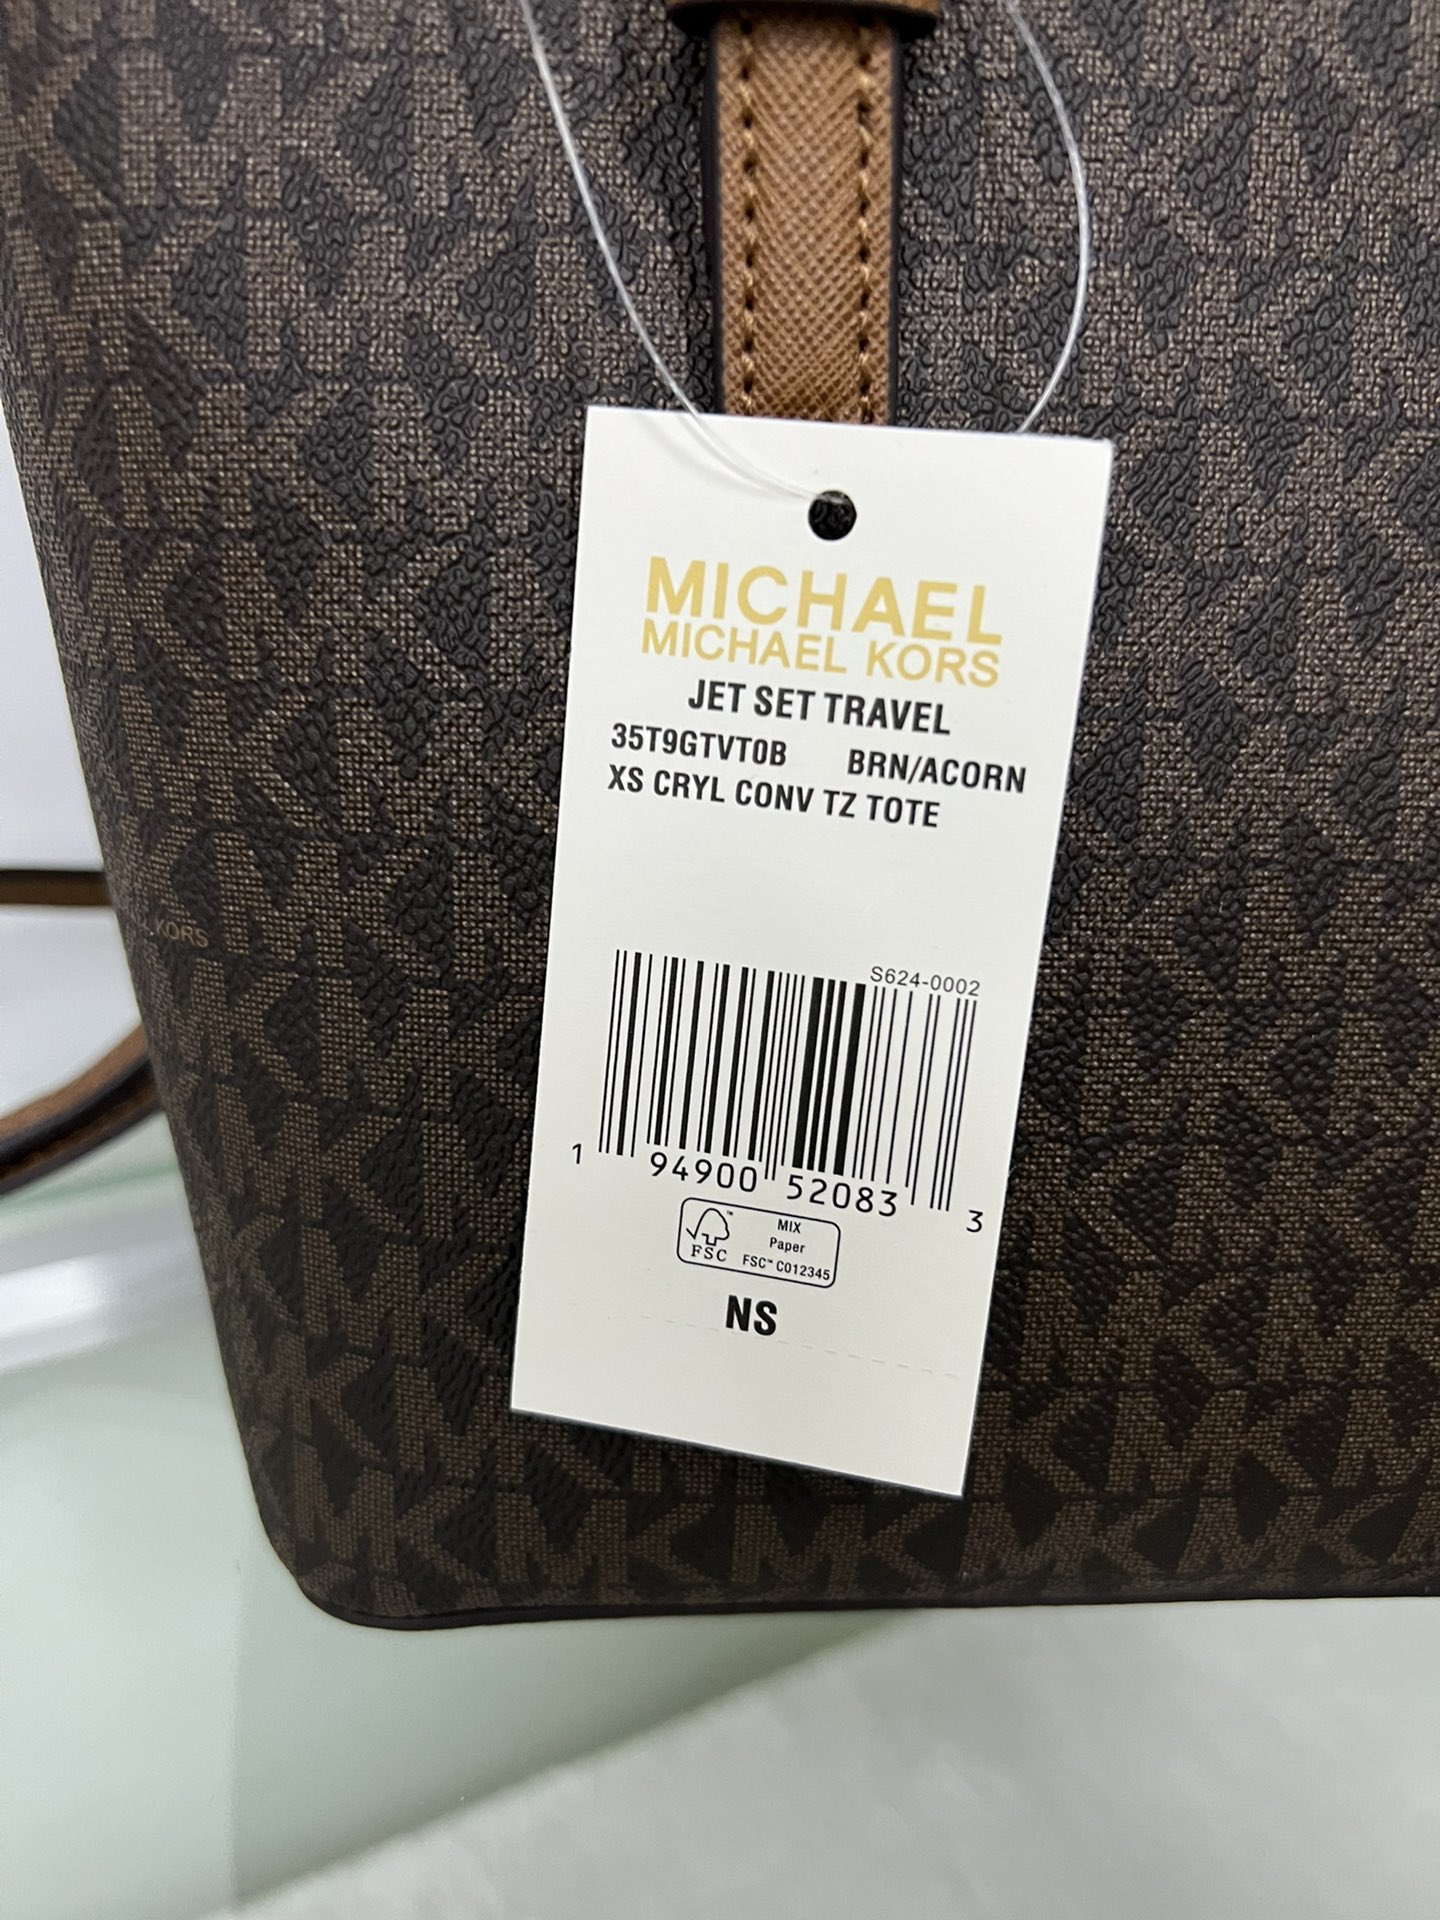 MICHAEL
MICHAEL KORS
JET SET TRAVEL
35T9GTVT0B BRN/ACORN
XS CRYL CONV TZ TOTE
S624-0002
1 94900 52083 3
FSC™
MIX
Paper
FSC™ C012345
NS
KORS